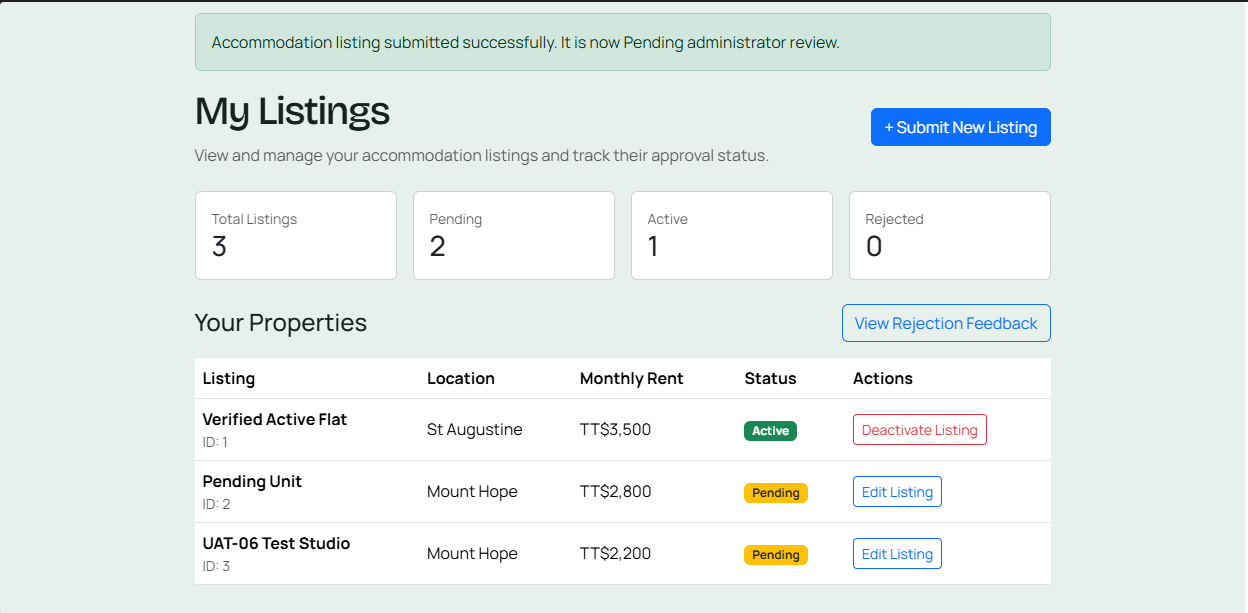 Accommodation listing submitted successfully. It is now Pending administrator review.
My Listings
+ Submit New Listing
View and manage your accommodation listings and track their approval status.
Total Listings
3
Pending
2
Active
1
Rejected
0
Your Properties
View Rejection Feedback
Listing Location Monthly Rent Status Actions
Verified Active Flat
ID: 1
St Augustine TT$3,500 Active Deactivate Listing
Pending Unit
ID: 2
Mount Hope TT$2,800 Pending Edit Listing
UAT-06 Test Studio
ID: 3
Mount Hope TT$2,200 Pending Edit Listing